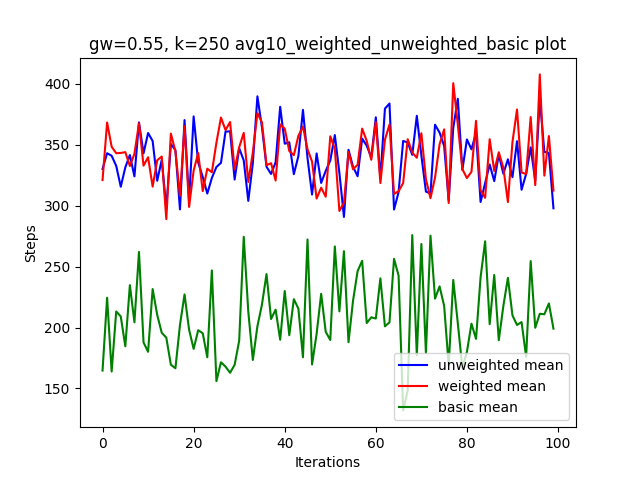 gw=0.55, k=250 avg10_weighted_unweighted_basic plot
400
350
300
250
200
150
Steps
unweighted mean
weighted mean
basic mean
0 20 40 60 80 100
Iterations